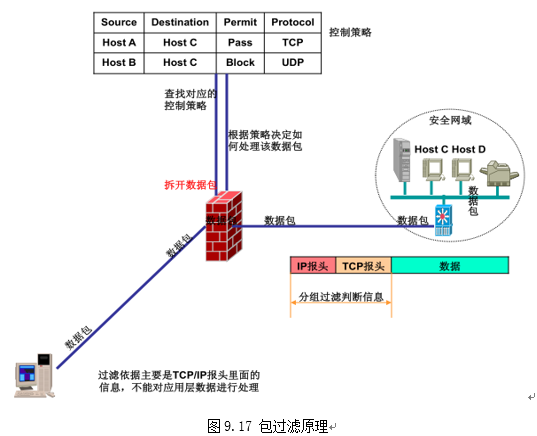 Source Destination Permit Protocol
Host A Host C Pass TCP
Host B Host C Block UDP
控制策略
查找对应的
控制策略
根据策略决定如
何处理该数据包
拆开数据包
安全网域
Host C Host D
数据包
数据包
数据包
数据包
数据包
数据包
IP报头 TCP报头 数据
分组过滤判断信息
过滤依据主要是TCP/IP报头里面的
信息，不能对应用层数据进行处理
图9.17 包过滤原理